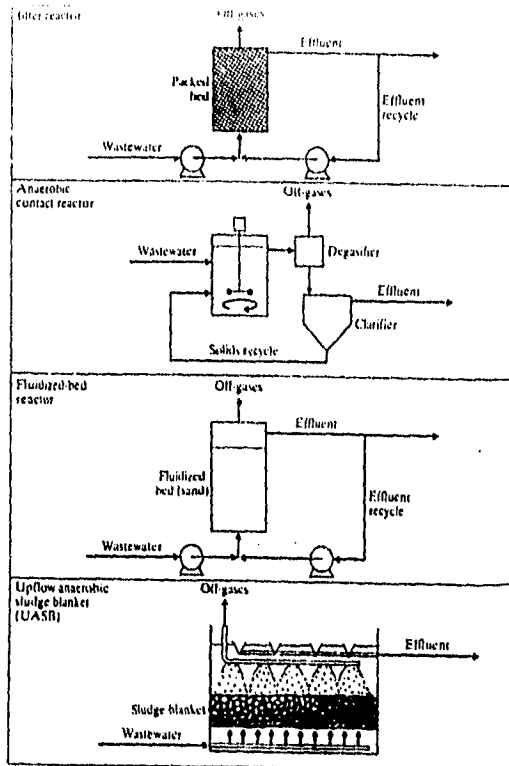 filter reactor
Off-gases
Effluent
Packed
bed
Effluent
recycle
Wastewater
Anaerobic
contact reactor
Off-gases
Wastewater
Degasifier
Effluent
Clarifier
Solids recycle
Fluidized-bed
reactor
Off-gases
Effluent
Fluidized
bed (sand)
Effluent
recycle
Wastewater
Upflow anaerobic
sludge blanket
(UASB)
Off-gases
Effluent
Sludge blanket
Wastewater